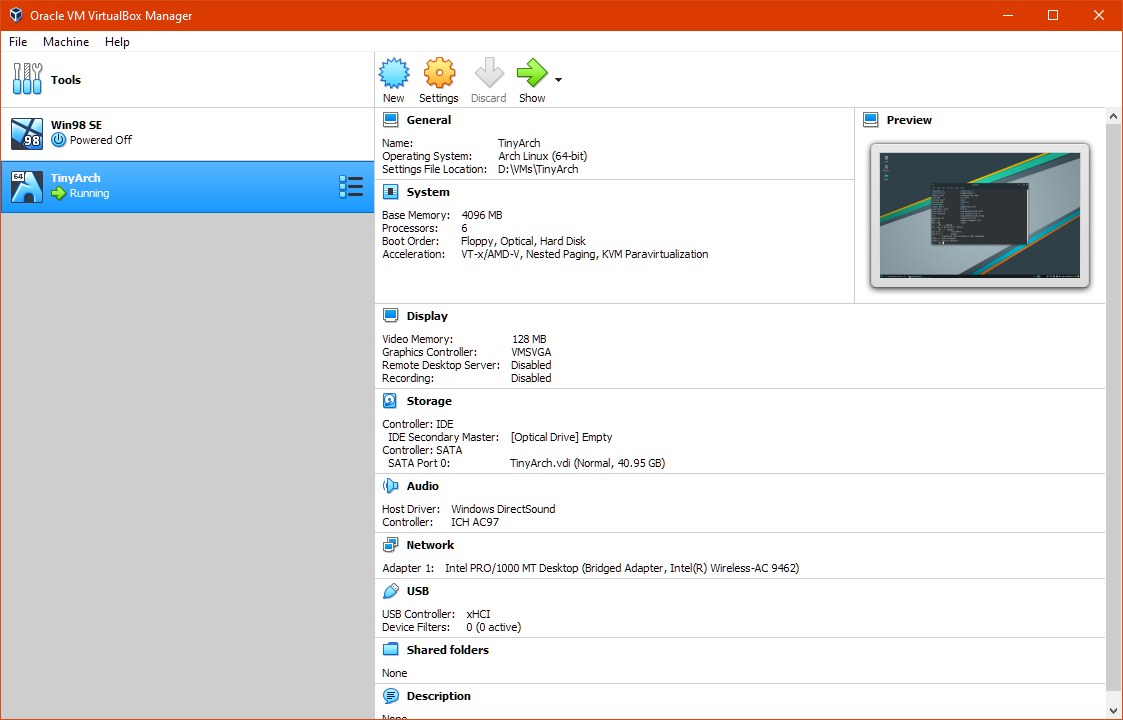 Oracle VM VirtualBox Manager
File Machine Help
Tools
Win98 SE
Powered Off
TinyArch
Running
New Settings Discard Show
General
Name: TinyArch
Operating System: Arch Linux (64-bit)
Settings File Location: D:\VMs\TinyArch
Preview
System
Base Memory: 4096 MB
Processors: 6
Boot Order: Floppy, Optical, Hard Disk
Acceleration: VT-x/AMD-V, Nested Paging, KVM Paravirtualization
Display
Video Memory: 128 MB
Graphics Controller: VMSVGA
Remote Desktop Server: Disabled
Recording: Disabled
Storage
Controller: IDE
IDE Secondary Master: [Optical Drive] Empty
Controller: SATA
SATA Port 0: TinyArch.vdi (Normal, 40.95 GB)
Audio
Host Driver: Windows DirectSound
Controller: ICH AC97
Network
Adapter 1: Intel PRO/1000 MT Desktop (Bridged Adapter, Intel(R) Wireless-AC 9462)
USB
USB Controller: xHCI
Device Filters: 0 (0 active)
Shared folders
None
Description
None
98
64